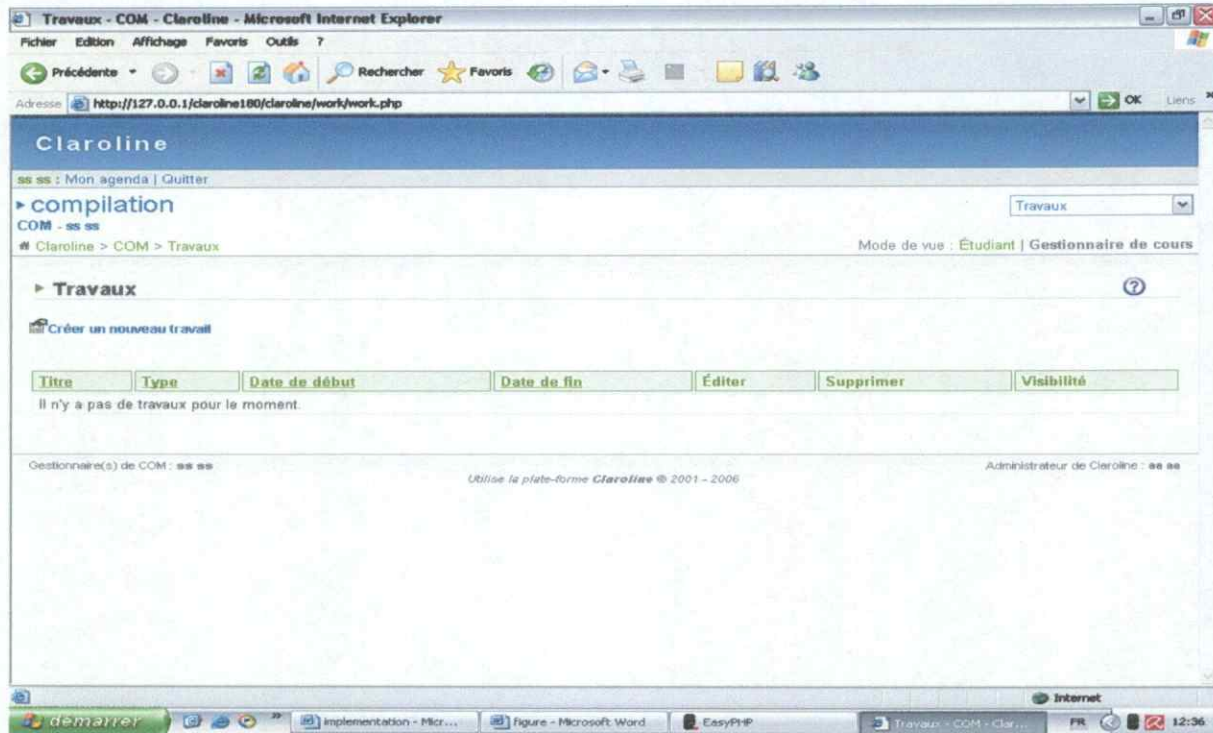 Travaux - COM - Claroline - Microsoft Internet Explorer
Fichier Edition Affichage Favoris Outils ?
Précédente Rechercher Favoris
Adresse http://127.0.0.1/claroline180/claroline/work/work.php OK Liens »
Claroline
ss ss : Mon agenda | Quitter
compilation Travaux
COM - ss ss
Claroline > COM > Travaux Mode de vue : Étudiant | Gestionnaire de cours
Travaux ?
Créer un nouveau travail
Titre Type Date de début Date de fin Éditer Supprimer Visibilité
Il n'y a pas de travaux pour le moment.
Gestionnaire(s) de COM : ss ss Administrateur de Claroline : ss ss
Utilise la plate-forme Claroline © 2001 - 2006
Internet
démarrer » implementation - Micr... figure - Microsoft Word EasyPHP Travaux - COM - Clar... FR 12:36